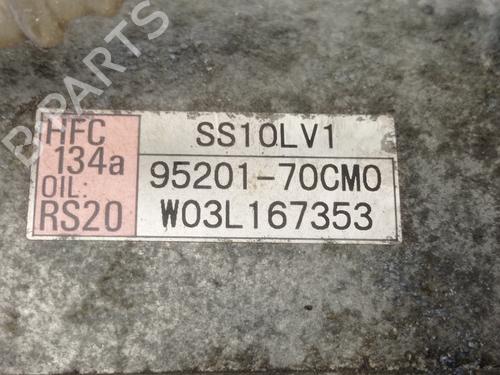 B-PARTS
HFC
134a
OIL:
RS20
SS10LV1
95201-70CM0
W03L167353